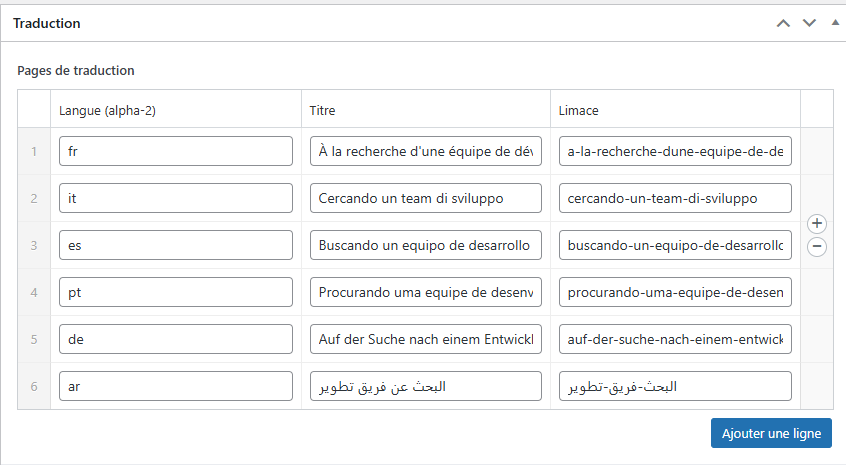 Traduction
Pages de traduction
Langue (alpha-2) Titre Limace
1 fr À la recherche d'une équipe de dév a-la-recherche-dune-equipe-de-de
2 it Cercando un team di sviluppo cercando-un-team-di-sviluppo
3 es Buscando un equipo de desarrollo buscando-un-equipo-de-desarrollo
4 pt Procurando uma equipe de desenv procurando-uma-equipe-de-desen
5 de Auf der Suche nach einem Entwickl auf-der-suche-nach-einem-entwick
6 ar البحث عن فريق تطوير البحث-فريق-تطوير
Ajouter une ligne